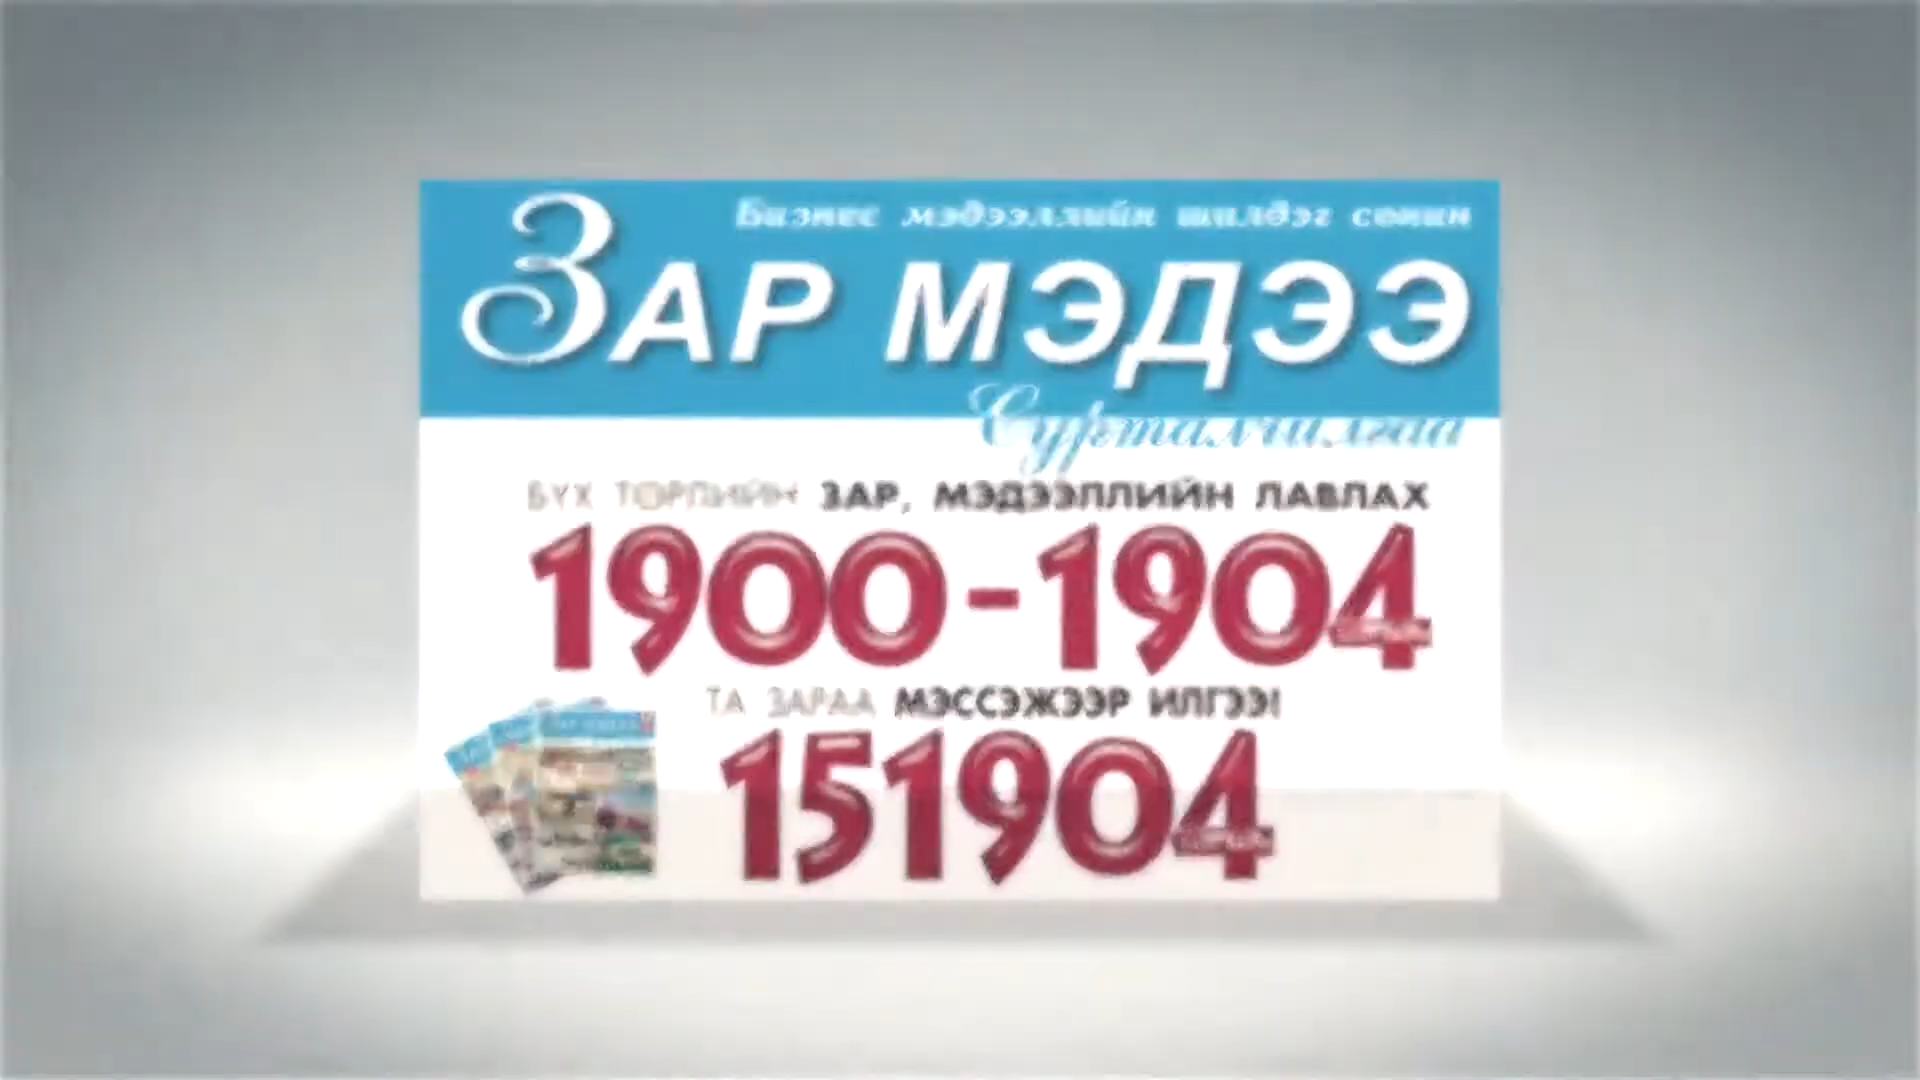 Бизнес мэдээллийн шилдэг сонин
ЗАР МЭДЭЭ
Сурталчилгаа
БҮХ ТӨРЛИЙН ЗАР, МЭДЭЭЛЛИЙН ЛАВЛАХ
1900-1904
ТА ЗАРАА МЭССЭЖЭЭР ИЛГЭЭ!
151904